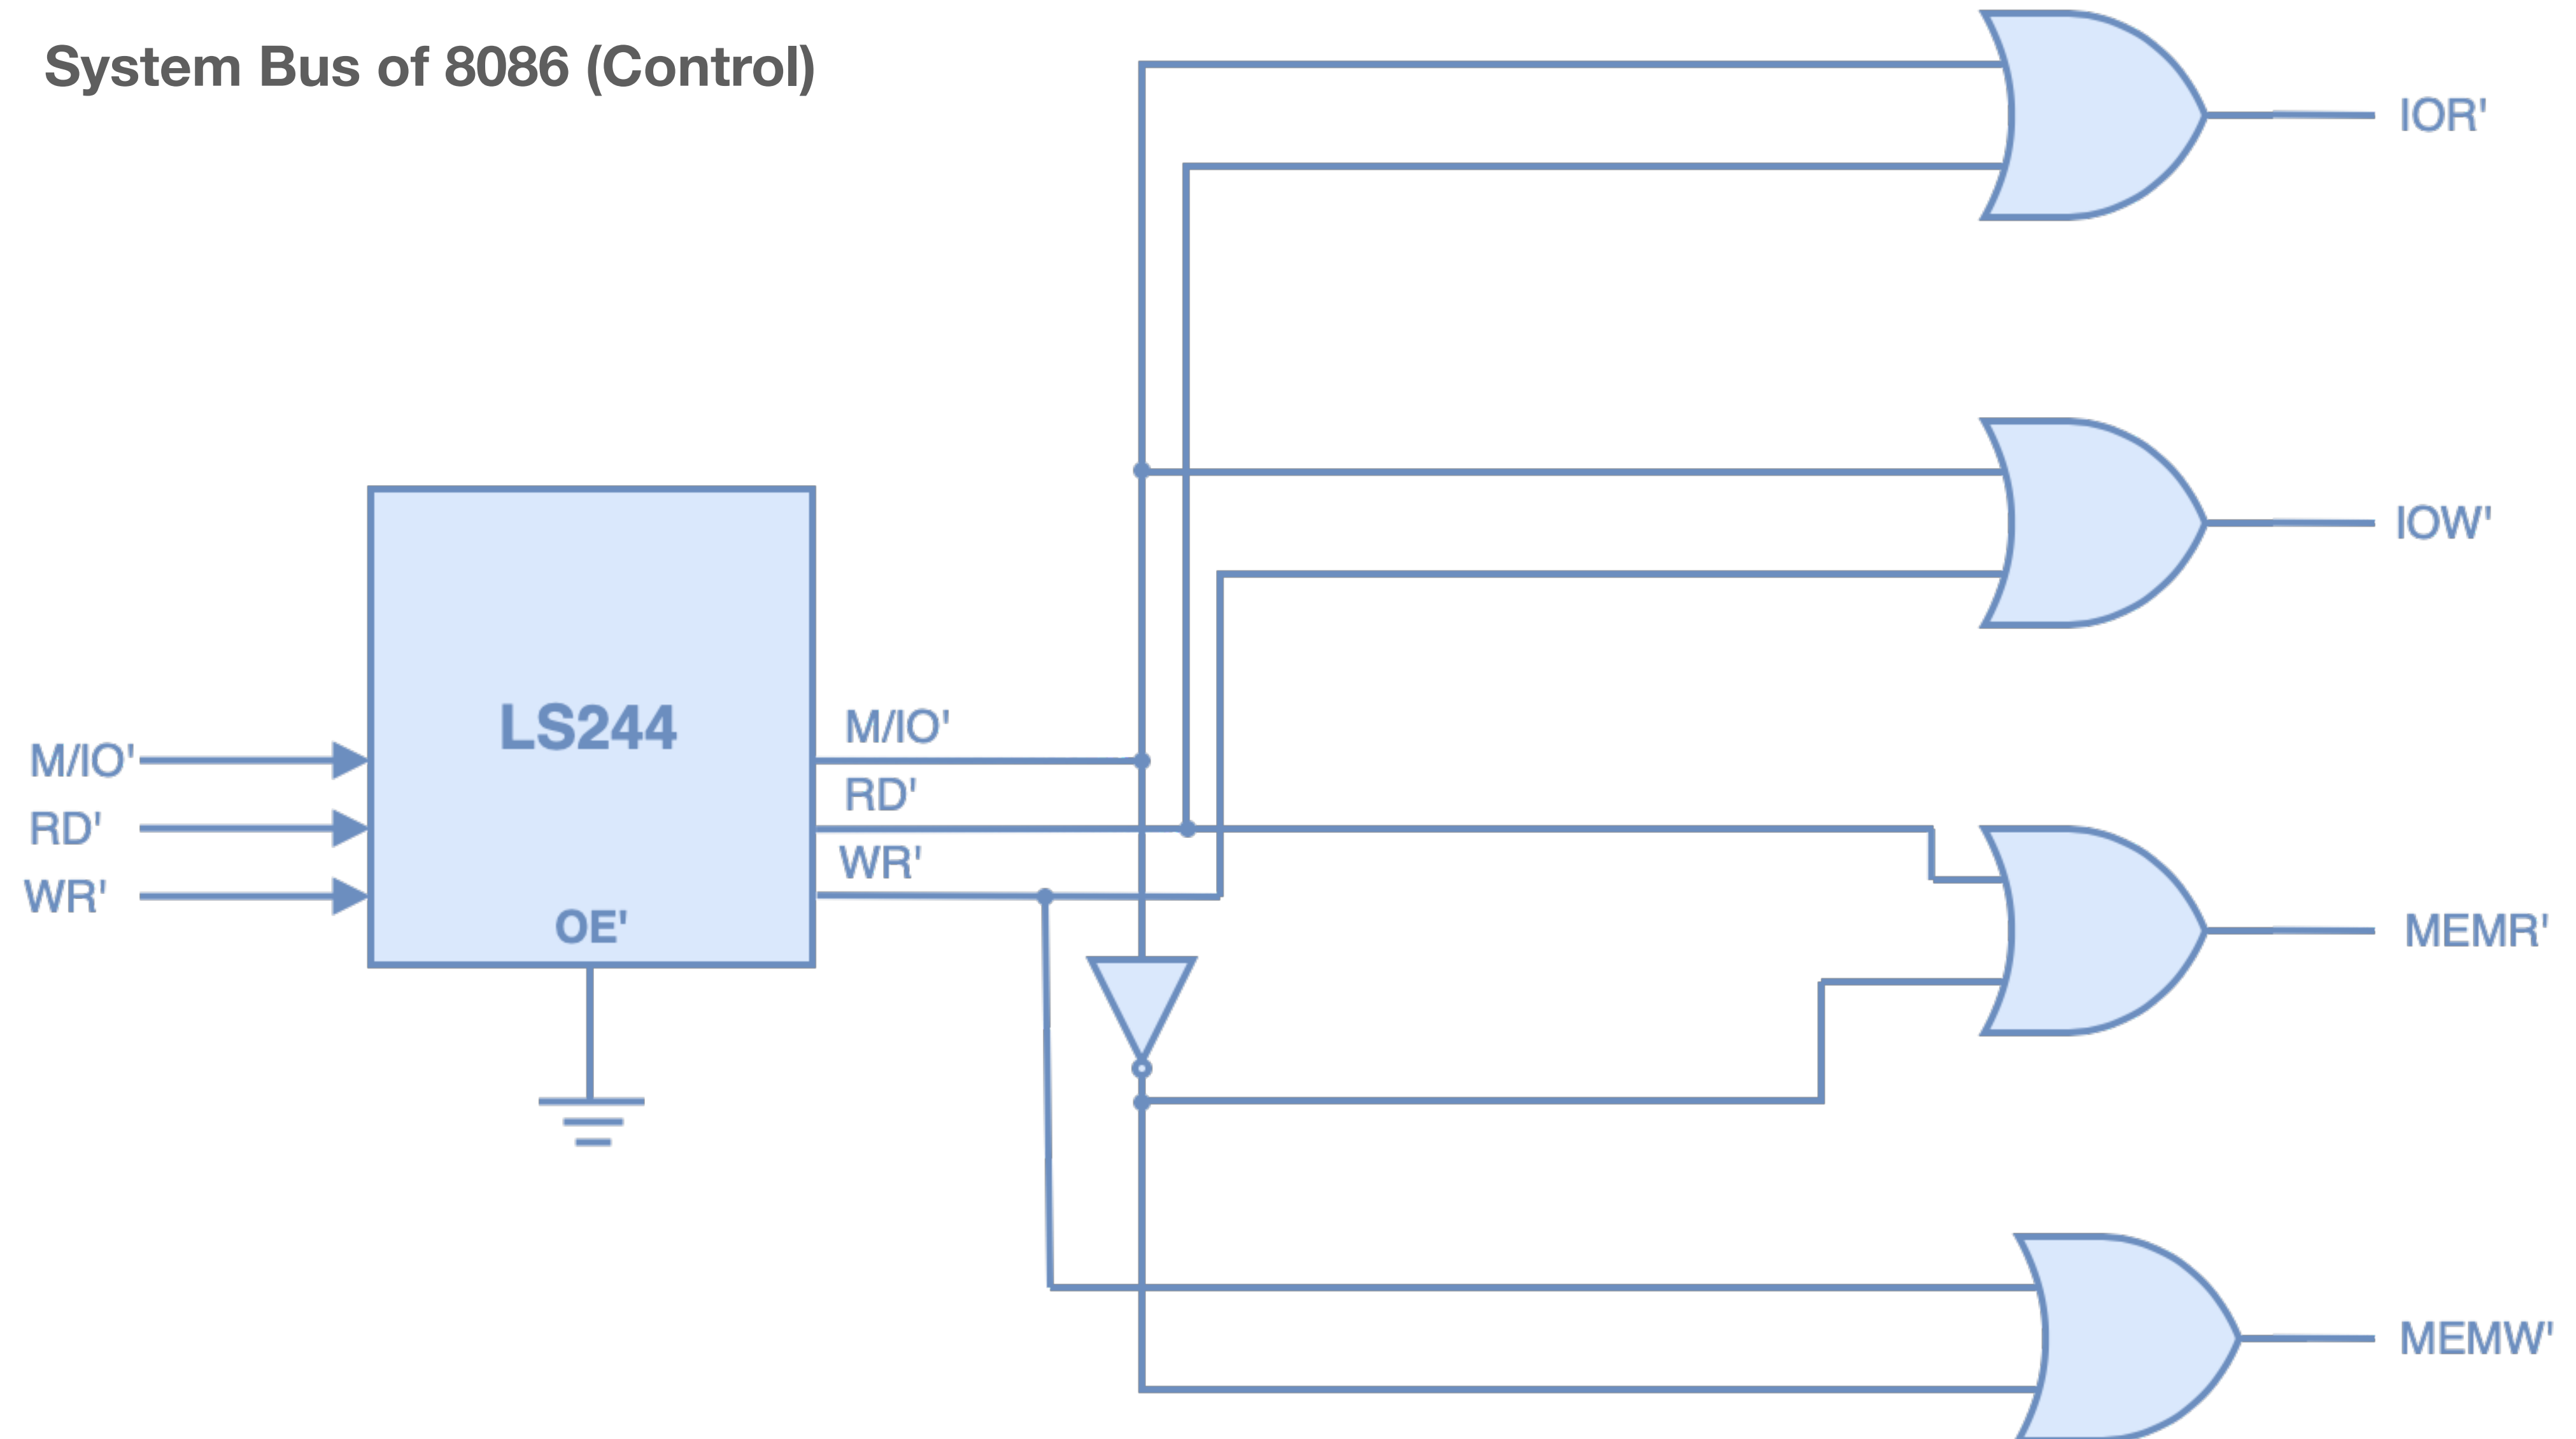 System Bus of 8086 (Control)
IOR'
IOW'
LS244
M/IO'
M/IO'
RD'
RD'
WR'
WR'
OE'
MEMR'
MEMW'